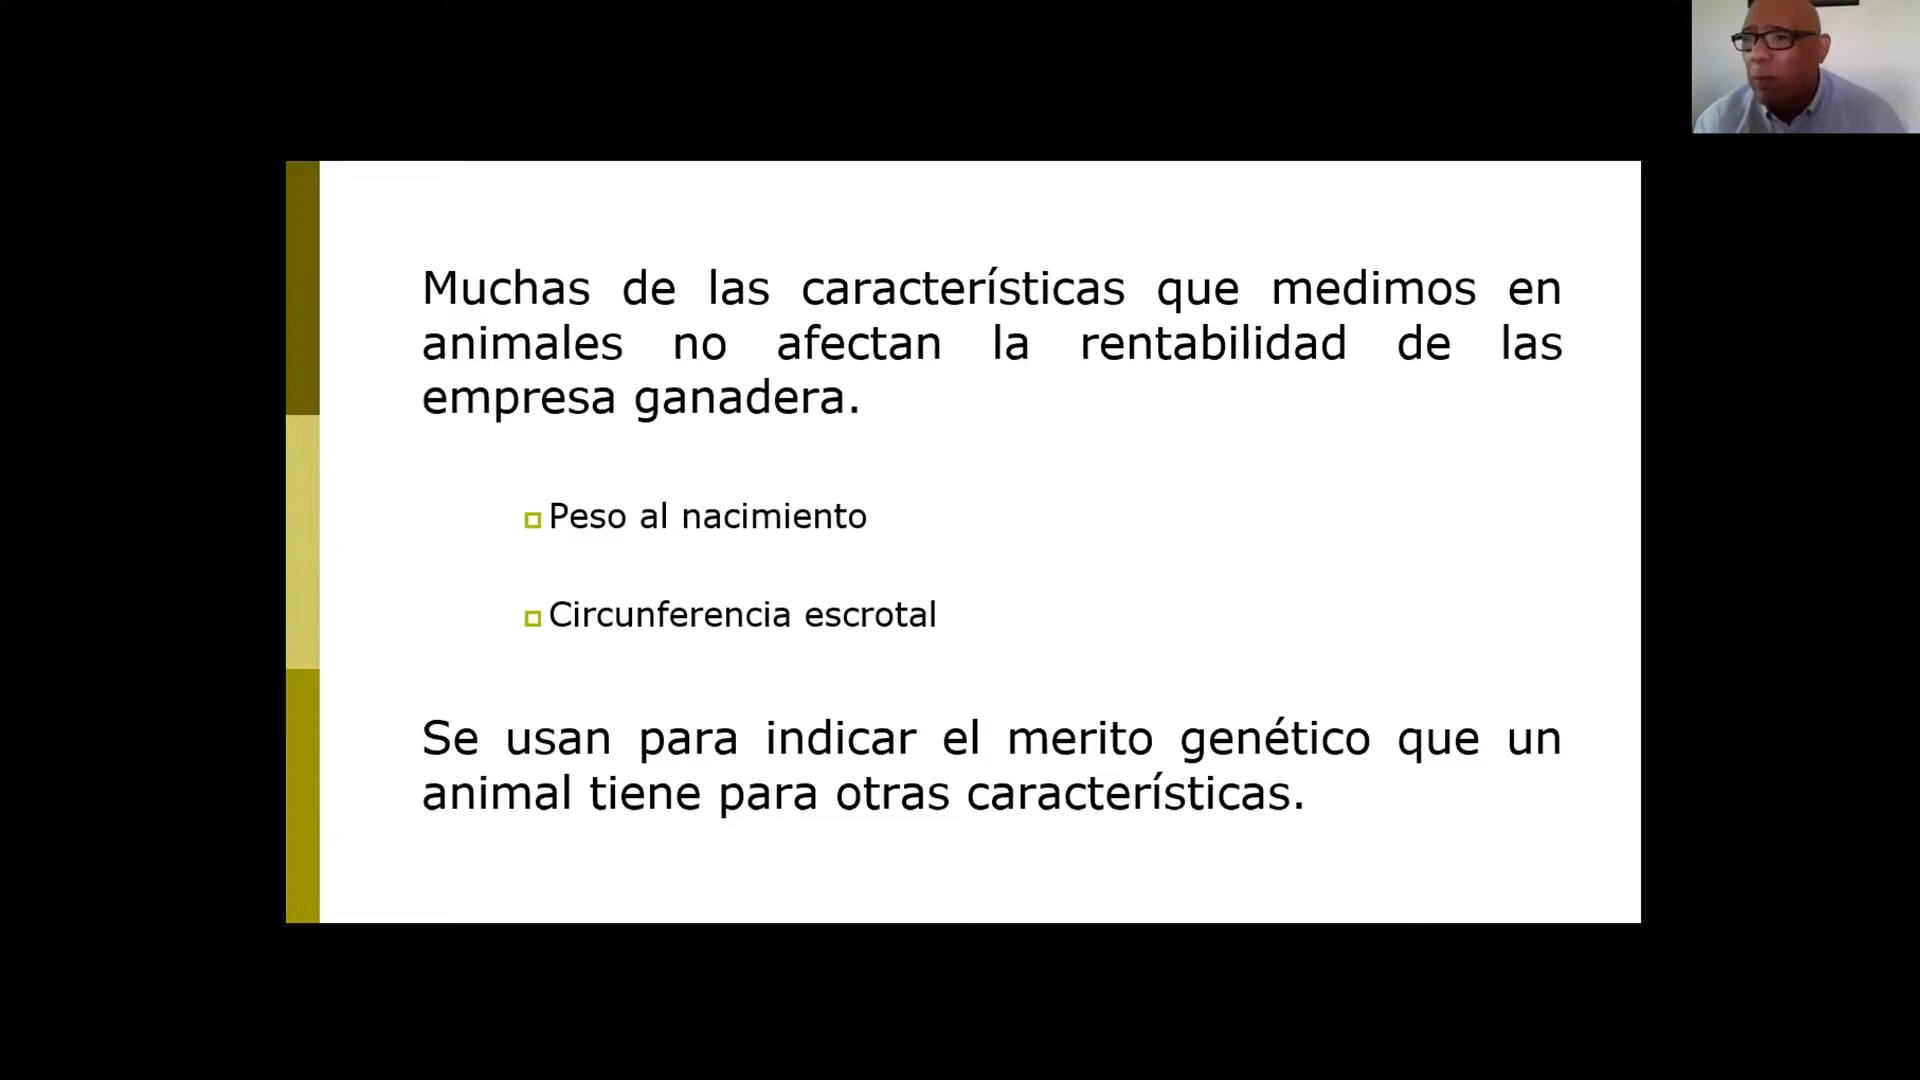 Muchas de las características que medimos en
animales no afectan la rentabilidad de las
empresa ganadera.
Peso al nacimiento
Circunferencia escrotal
Se usan para indicar el merito genético que un
animal tiene para otras características.